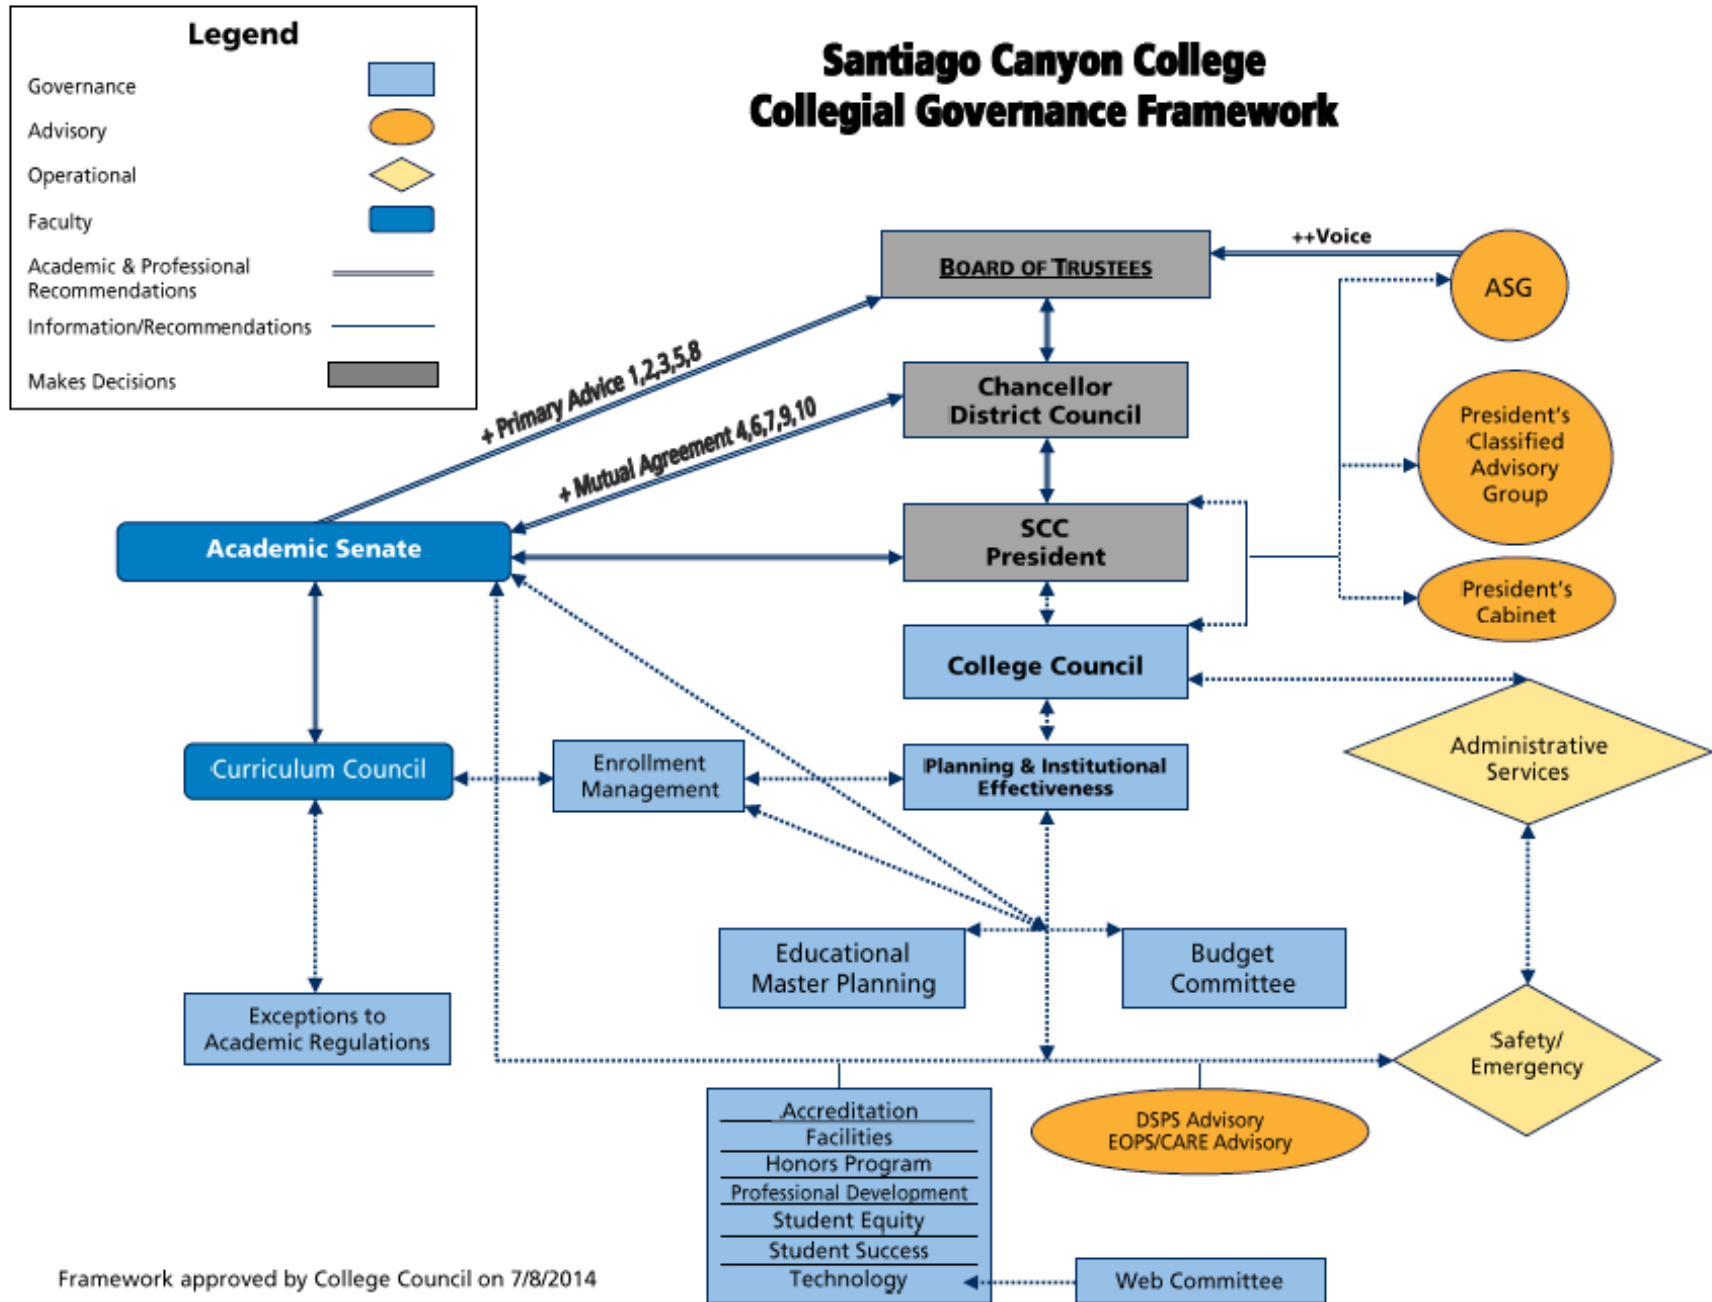 Legend
Governance
Advisory
Operational
Faculty
Academic & Professional
Recommendations
Information/Recommendations
Makes Decisions
Santiago Canyon College
Collegial Governance Framework
BOARD OF TRUSTEES
++Voice
ASG
Chancellor
District Council
President's
Classified
Advisory
Group
+ Primary Advice 1,2,3,5,8
+ Mutual Agreement 4,6,7,9,10
Academic Senate
SCC
President
President's
Cabinet
College Council
Administrative
Services
Curriculum Council
Enrollment
Management
Planning & Institutional
Effectiveness
Educational
Master Planning
Budget
Committee
Exceptions to
Academic Regulations
Safety/
Emergency
Accreditation
Facilities
Honors Program
Professional Development
Student Equity
Student Success
Technology
DSPS Advisory
EOPS/CARE Advisory
Web Committee
Framework approved by College Council on 7/8/2014